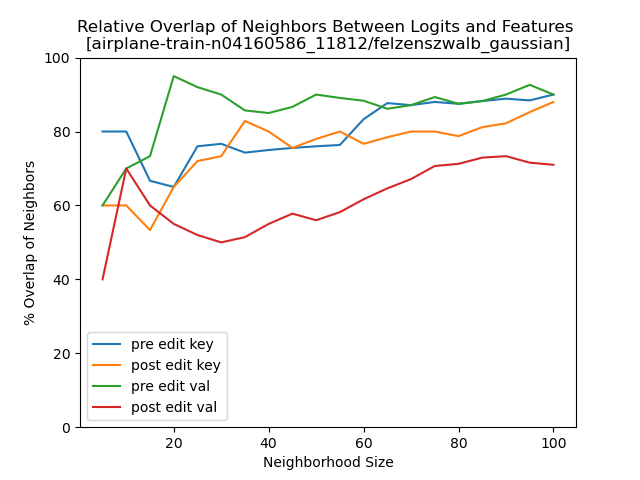 Relative Overlap of Neighbors Between Logits and Features
[airplane-train-n04160586_11812/felzenszwalb_gaussian]
100
80
60
40
20
0
% Overlap of Neighbors
pre edit key
post edit key
pre edit val
post edit val
20 40 60 80 100
Neighborhood Size